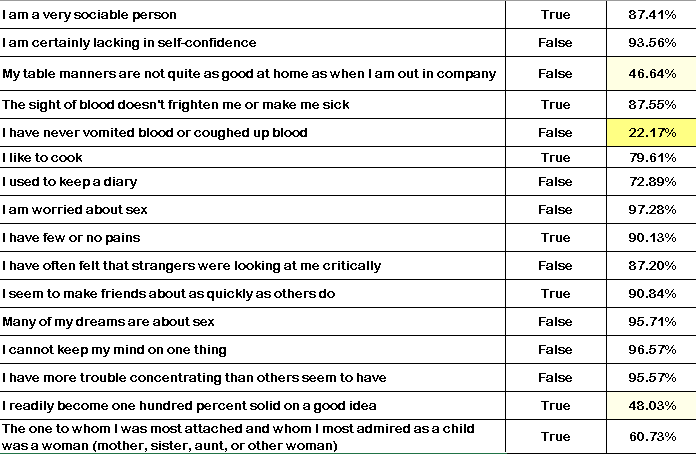 I am a very sociable person True 87.41%
I am certainly lacking in self-confidence False 93.56%
My table manners are not quite as good at home as when I am out in company False 46.64%
The sight of blood doesn't frighten me or make me sick True 87.55%
I have never vomited blood or coughed up blood False 22.17%
I like to cook True 79.61%
I used to keep a diary False 72.89%
I am worried about sex False 97.28%
I have few or no pains True 90.13%
I have often felt that strangers were looking at me critically False 87.20%
I seem to make friends about as quickly as others do True 90.84%
Many of my dreams are about sex False 95.71%
I cannot keep my mind on one thing False 96.57%
I have more trouble concentrating than others seem to have False 95.57%
I readily become one hundred percent solid on a good idea True 48.03%
The one to whom I was most attached and whom I most admired as a child
was a woman (mother, sister, aunt, or other woman) True 60.73%